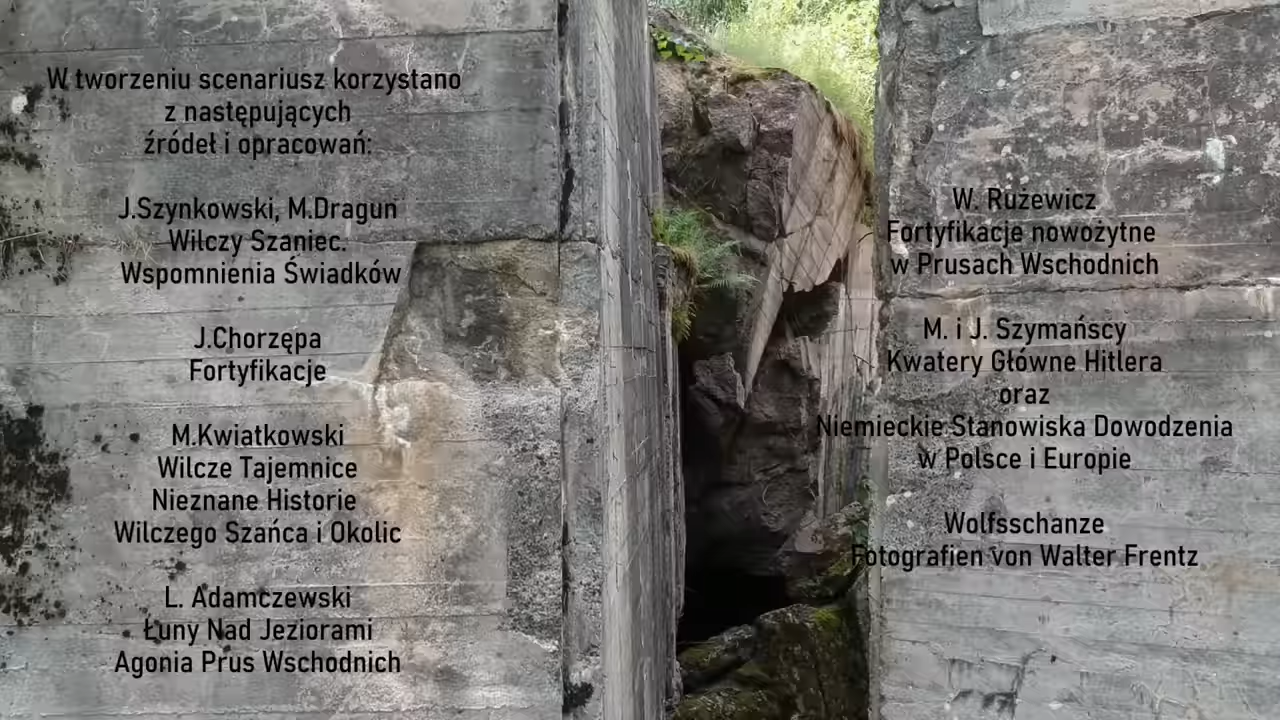 W tworzeniu scenariusz korzystano
z następujących
źródeł i opracowań:
J.Szynkowski, M.Dragun
Wilczy Szaniec.
Wspomnienia Świadków
J.Chorzępa
Fortyfikacje
M.Kwiatkowski
Wilcze Tajemnice
Nieznane Historie
Wilczego Szańca i Okolic
L. Adamczewski
Łuny Nad Jeziorami
Agonia Prus Wschodnich
W. Rużewicz
Fortyfikacje nowożytne
w Prusach Wschodnich
M. i J. Szymańscy
Kwatery Główne Hitlera
oraz
Niemieckie Stanowiska Dowodzenia
w Polsce i Europie
Wolfsschanze
Fotografien von Walter Frentz